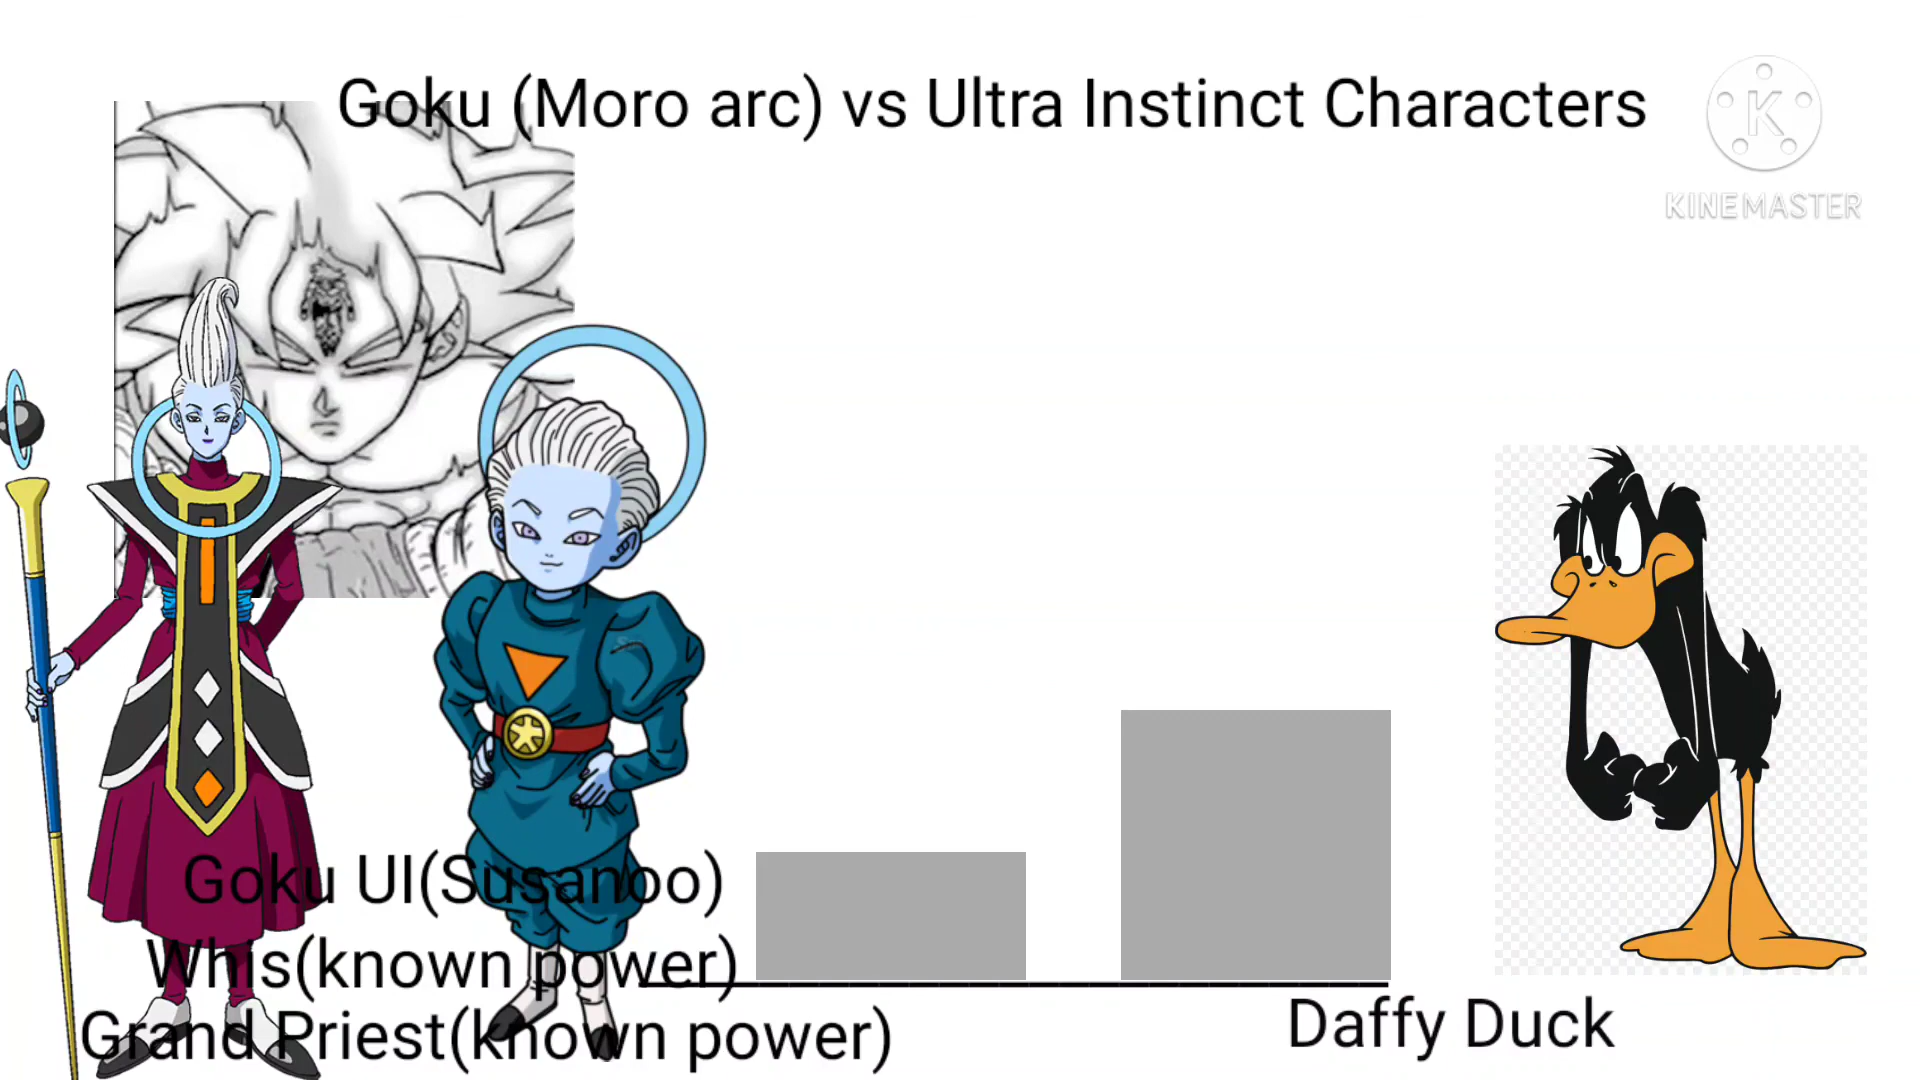 Goku (Moro arc) vs Ultra Instinct Characters
K
KINEMASTER
Goku UI(Susanoo)
Whis(known power)
Grand Priest(known power)
Daffy Duck